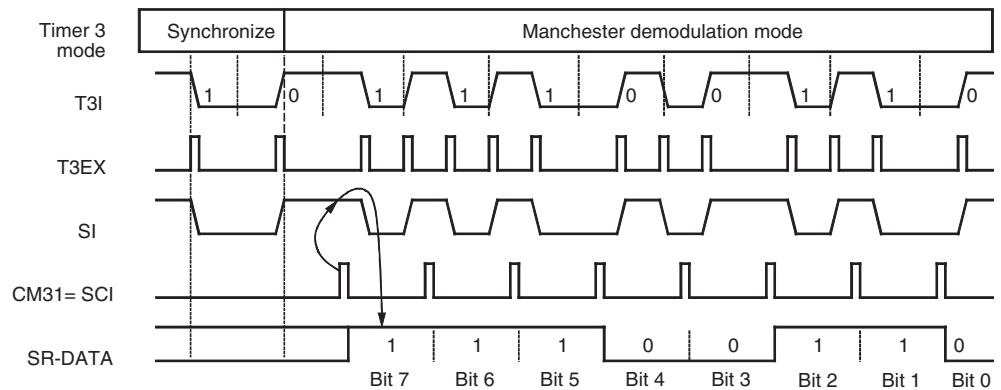 Timer 3
mode
Synchronize
Manchester demodulation mode
T3I
1 0 1 1 1 0 0 1 1 0
T3EX
SI
CM31= SCI
SR-DATA
1 1 1 0 0 1 1 0
Bit 7 Bit 6 Bit 5 Bit 4 Bit 3 Bit 2 Bit 1 Bit 0